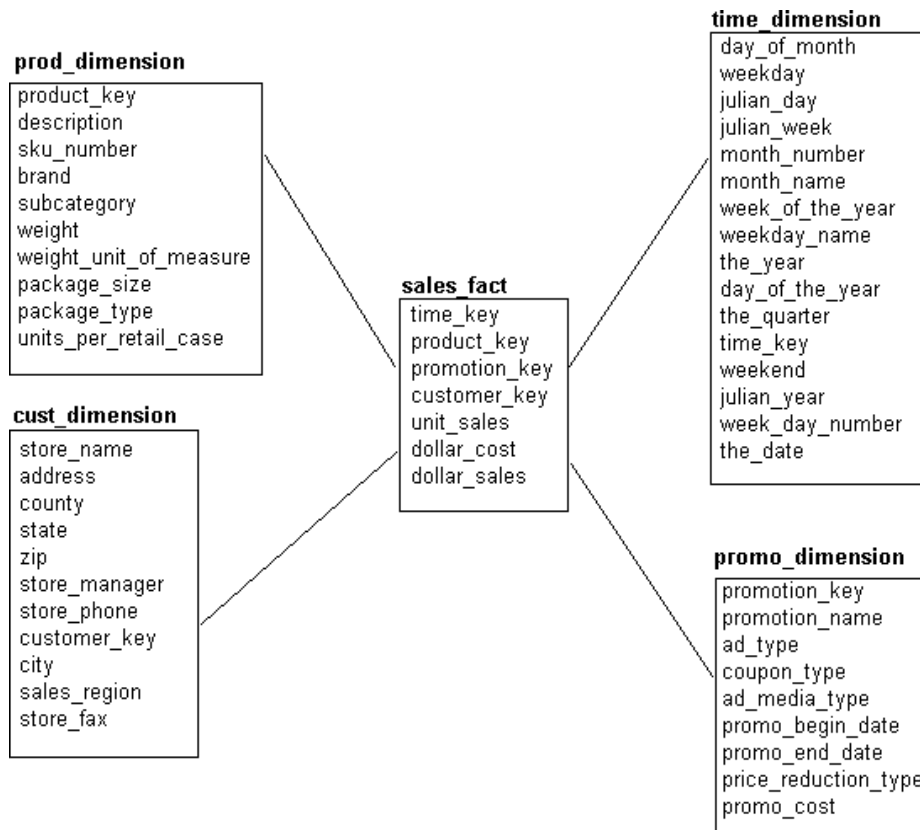 prod_dimension
product_key
description
sku_number
brand
subcategory
weight
weight_unit_of_measure
package_size
package_type
units_per_retail_case
cust_dimension
store_name
address
county
state
zip
store_manager
store_phone
customer_key
city
sales_region
store_fax
sales_fact
time_key
product_key
promotion_key
customer_key
unit_sales
dollar_cost
dollar_sales
time_dimension
day_of_month
weekday
julian_day
julian_week
month_number
month_name
week_of_the_year
weekday_name
the_year
day_of_the_year
the_quarter
time_key
weekend
julian_year
week_day_number
the_date
promo_dimension
promotion_key
promotion_name
ad_type
coupon_type
ad_media_type
promo_begin_date
promo_end_date
price_reduction_type
promo_cost